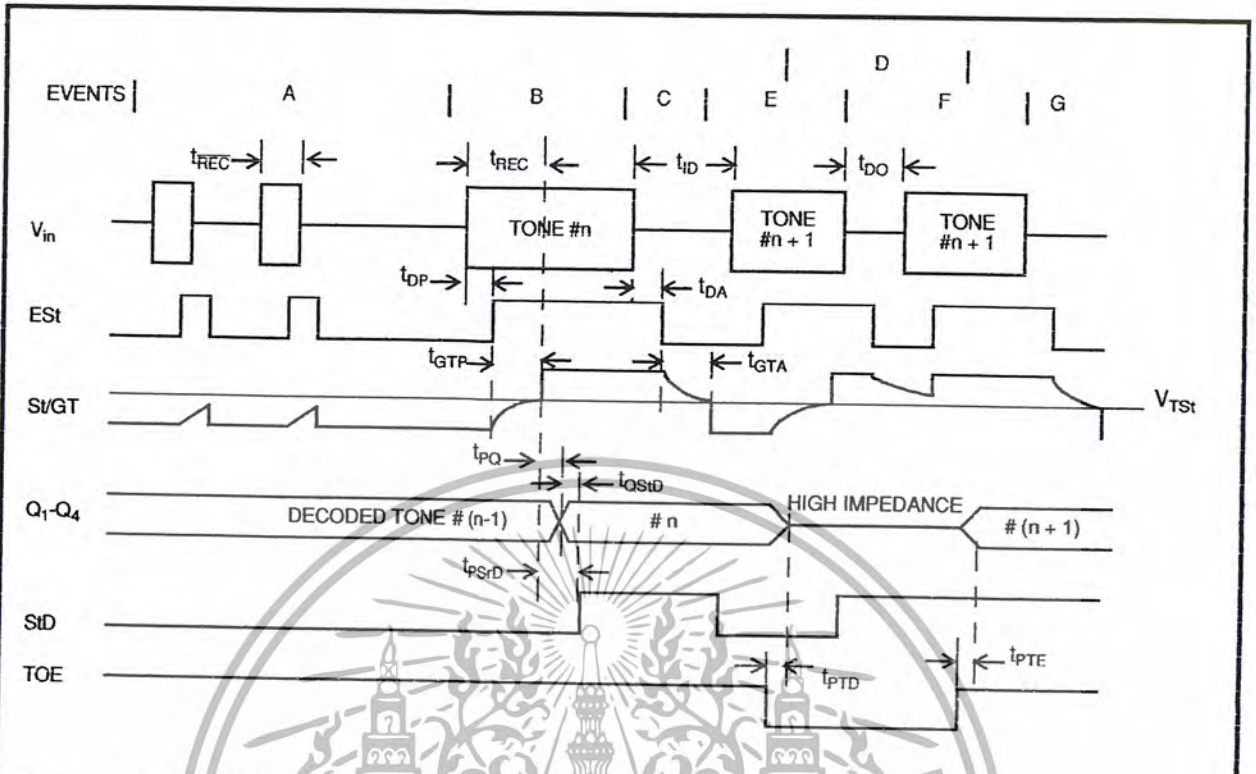 D
EVENTS A B C E F G
tREC tREC tID tDO
Vin TONE #n TONE #n + 1 TONE #n + 1
tDP tDA
ESt
tGTP tGTA
St/GT VTSt
tPQ tQStD
Q1-Q4 DECODED TONE # (n-1) # n HIGH IMPEDANCE # (n + 1)
tPSrD
StD
tPTD tPTE
TOE